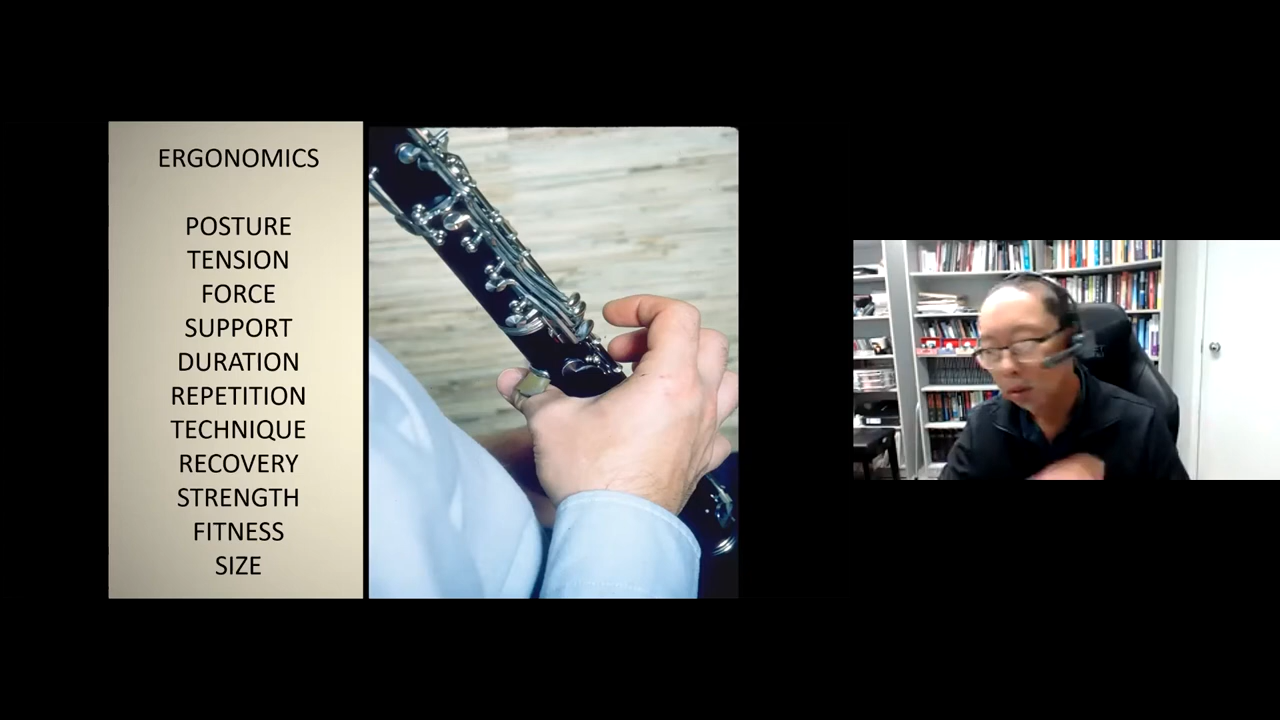 ERGONOMICS
POSTURE
TENSION
FORCE
SUPPORT
DURATION
REPETITION
TECHNIQUE
RECOVERY
STRENGTH
FITNESS
SIZE